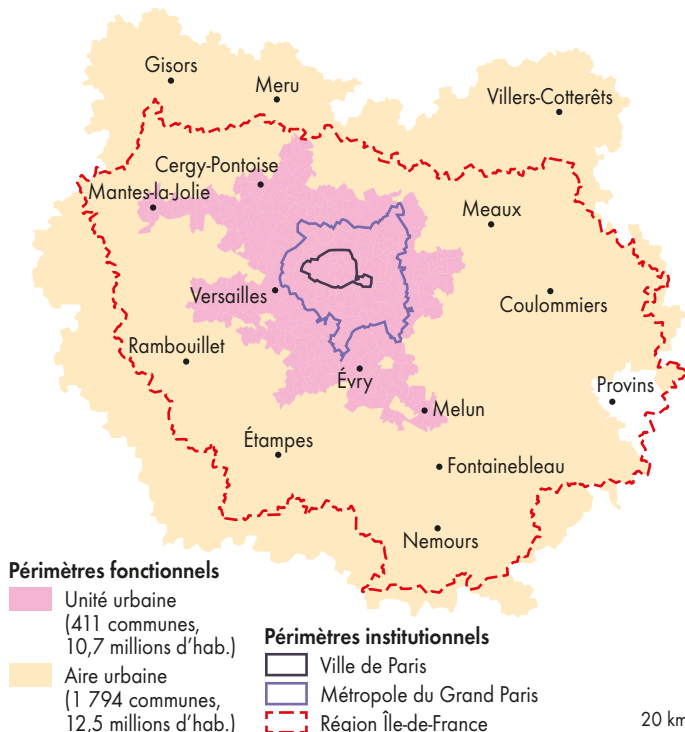 Gisors
Meru
Villers-Cotterêts
Cergy-Pontoise
Mantes-la-Jolie
Meaux
Versailles
Coulommiers
Rambouillet
Évry
Provins
Melun
Étampes
Fontainebleau
Nemours
Périmètres fonctionnels
Unité urbaine
(411 communes,
10,7 millions d’hab.)
Aire urbaine
(1 794 communes,
12,5 millions d’hab.)
Périmètres institutionnels
Ville de Paris
Métropole du Grand Paris
Région Île-de-France
20 km